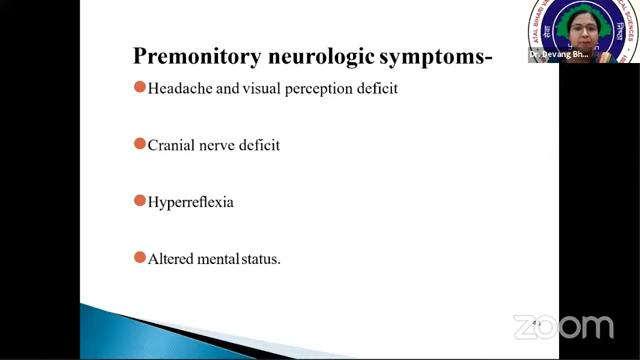 Premonitory neurologic symptoms-
Dr. Devang Bh...
Headache and visual perception deficit
Cranial nerve deficit
Hyperreflexia
Altered mental status.
zoom